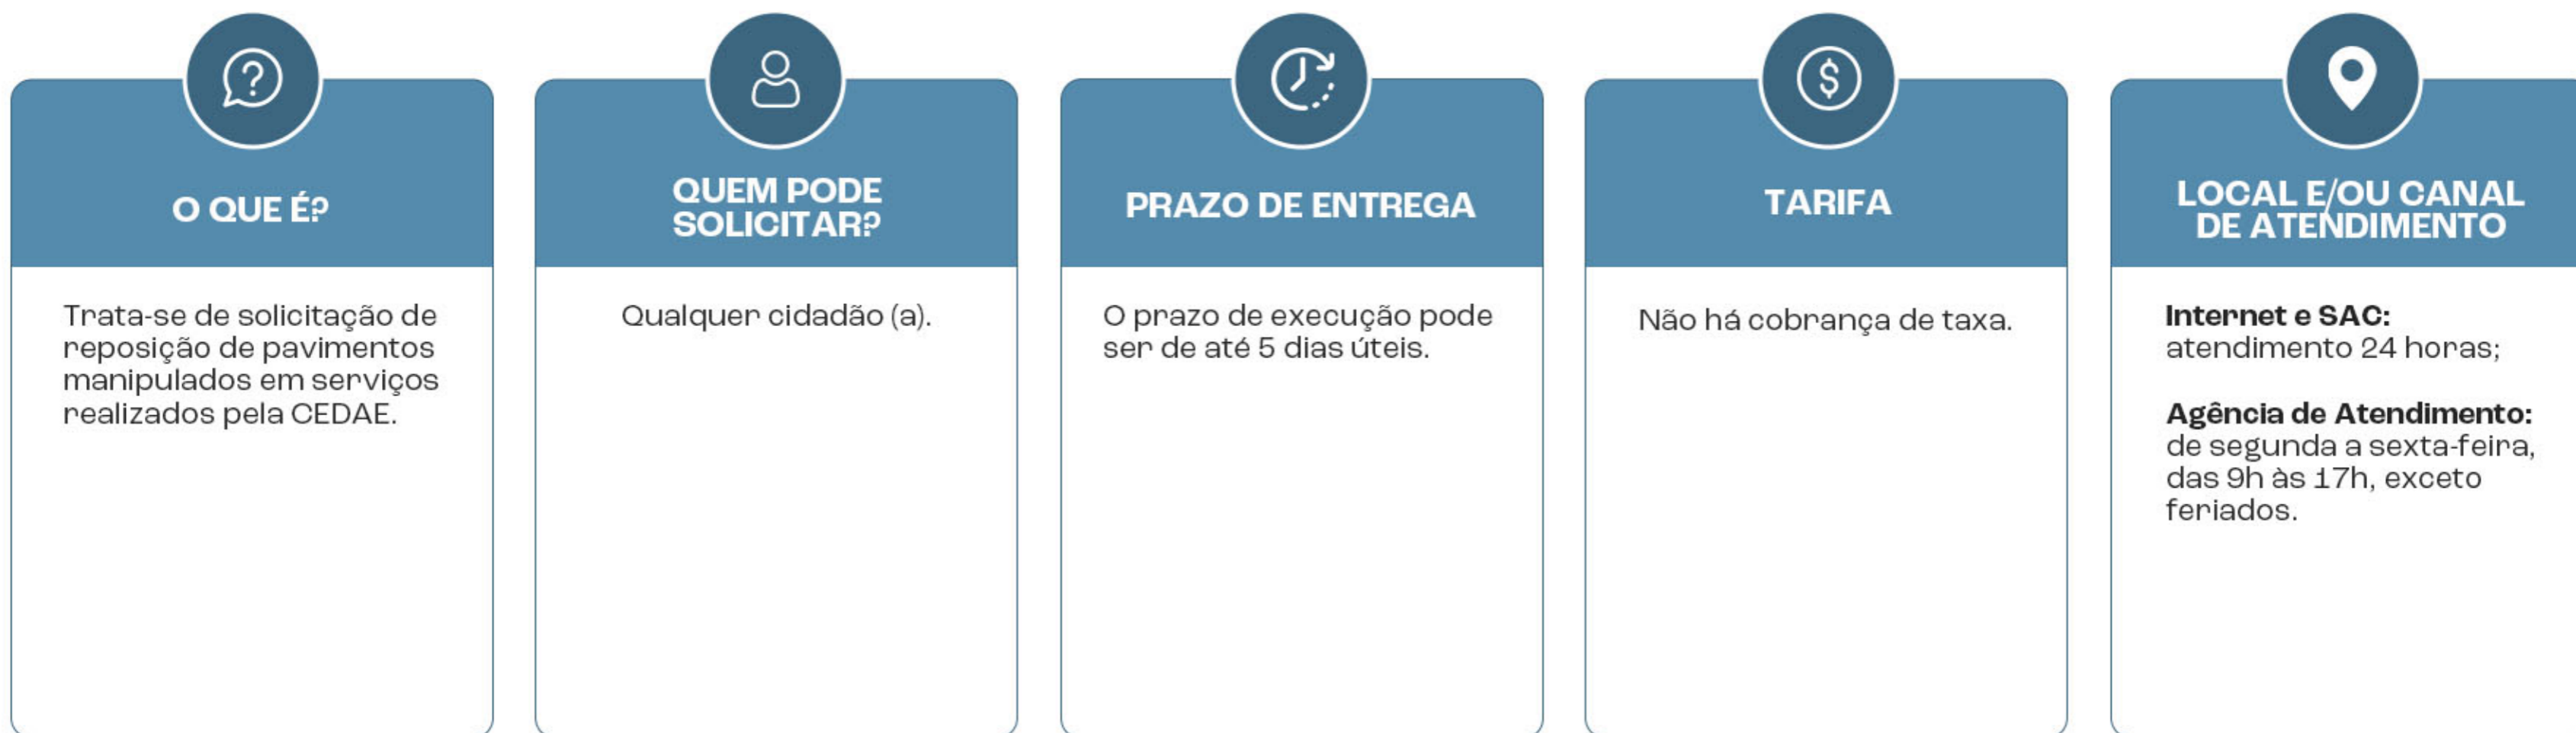 O QUE É?
Trata-se de solicitação de
reposição de pavimentos
manipulados em serviços
realizados pela CEDAE.
QUEM PODE
SOLICITAR?
Qualquer cidadão (a).
PRAZO DE ENTREGA
O prazo de execução pode
ser de até 5 dias úteis.
TARIFA
Não há cobrança de taxa.
LOCAL E/OU CANAL
DE ATENDIMENTO
Internet e SAC:
atendimento 24 horas;
Agência de Atendimento:
de segunda a sexta-feira,
das 9h às 17h, exceto
feriados.